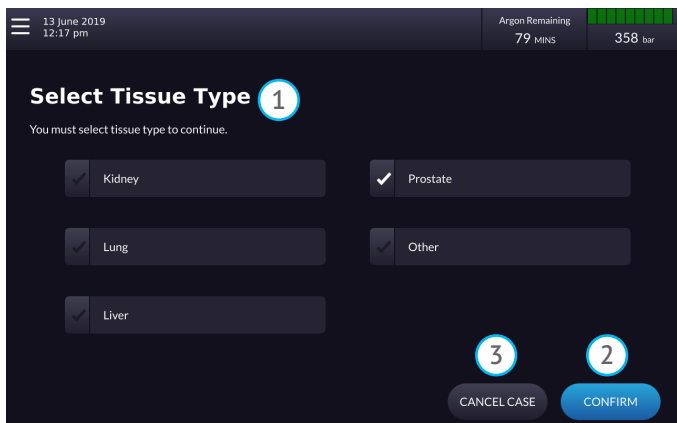 13 June 2019
12:17 pm
Argon Remaining
79 MINS
358 bar
Select Tissue Type
1
You must select tissue type to continue.
Kidney
Prostate
Lung
Other
Liver
3
2
CANCEL CASE
CONFIRM